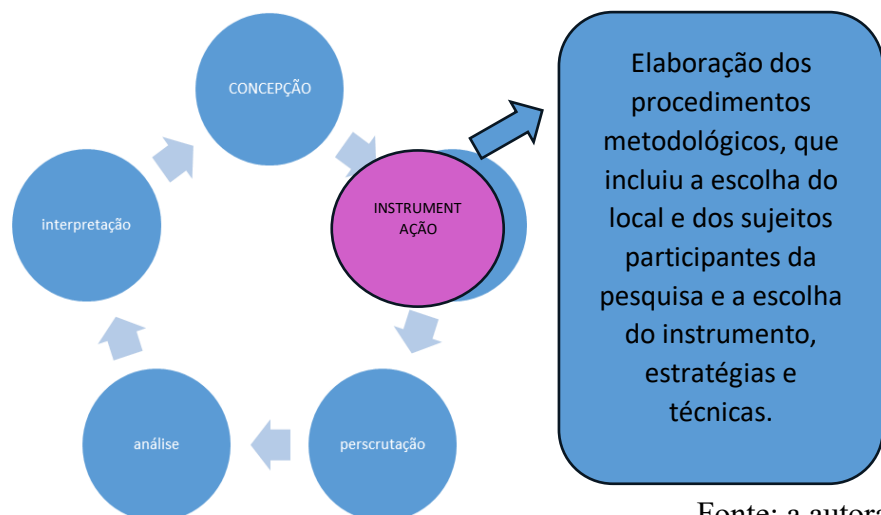 CONCEPÇÃO
INSTRUMENT
AÇÃO
perscrutação
análise
interpretação
Elaboração dos
procedimentos
metodológicos, que
incluiu a escolha do
local e dos sujeitos
participantes da
pesquisa e a escolha
do instrumento,
estratégias e
técnicas.
Fonte: a autora